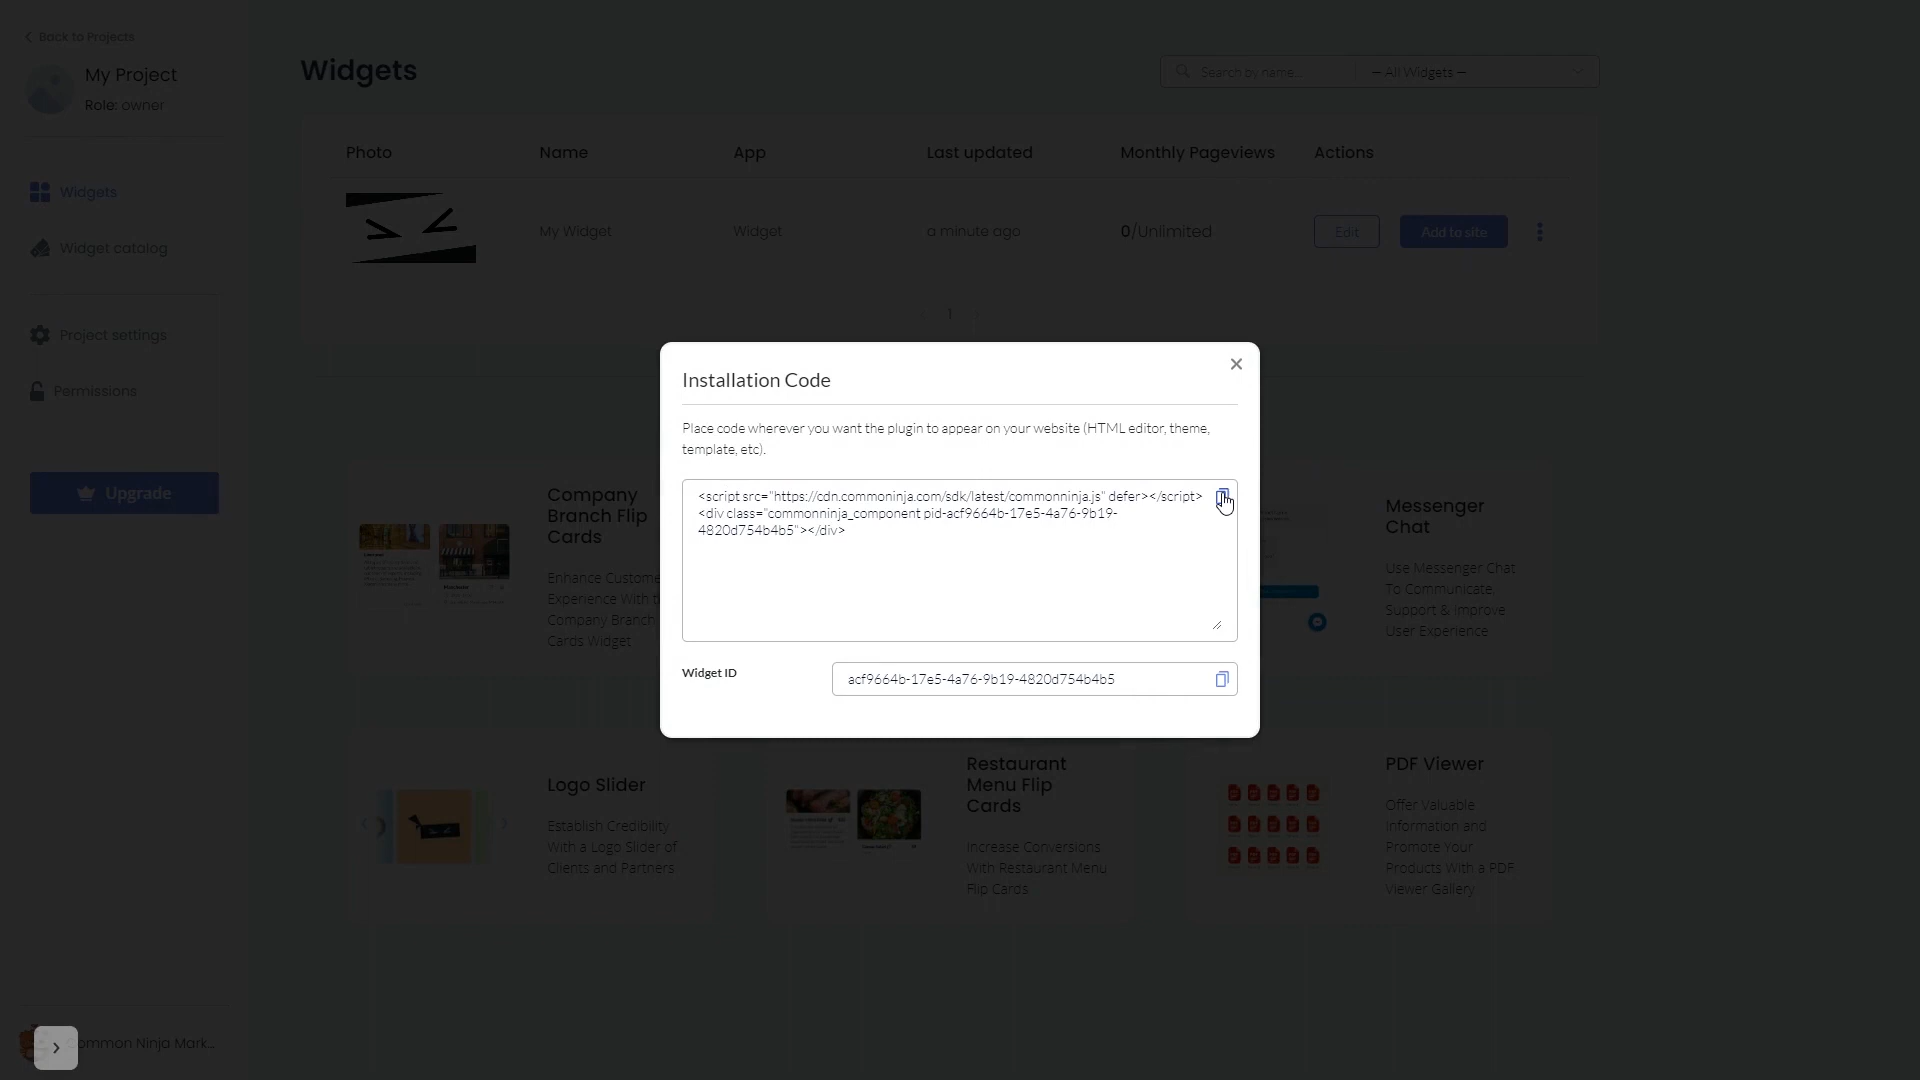 Back to Projects
My Project
Role: owner
Widgets
Widget catalog
Project settings
Permissions
Upgrade
Widgets
Search by name...
— All Widgets —
Photo
Name
App
Last updated
Monthly Pageviews
Actions
My Widget
Widget
a minute ago
0/Unlimited
Edit
Add to site
1
Installation Code
Place code wherever you want the plugin to appear on your website (HTML editor, theme,
template, etc).
<script src="https://cdn.commoninja.com/sdk/latest/commonninja.js" defer></script>
<div class="commonninja_component pid-acf9664b-17e5-4a76-9b19-
4820d754b4b5"></div>
Widget ID
acf9664b-17e5-4a76-9b19-4820d754b4b5
Company
Branch Flip
Cards
Enhance Custome
Experience With
Company Branch
Cards Widget
Messenger
Chat
Use Messenger Chat
To Communicate,
Support & Improve
User Experience
Logo Slider
Establish Credibility
With a Logo Slider of
Clients and Partners
Restaurant
Menu Flip
Cards
Increase Conversions
With Restaurant Menu
Flip Cards
PDF Viewer
Offer Valuable
Information and
Promote Your
Products With a PDF
Viewer Gallery
ommon Ninja Mark...